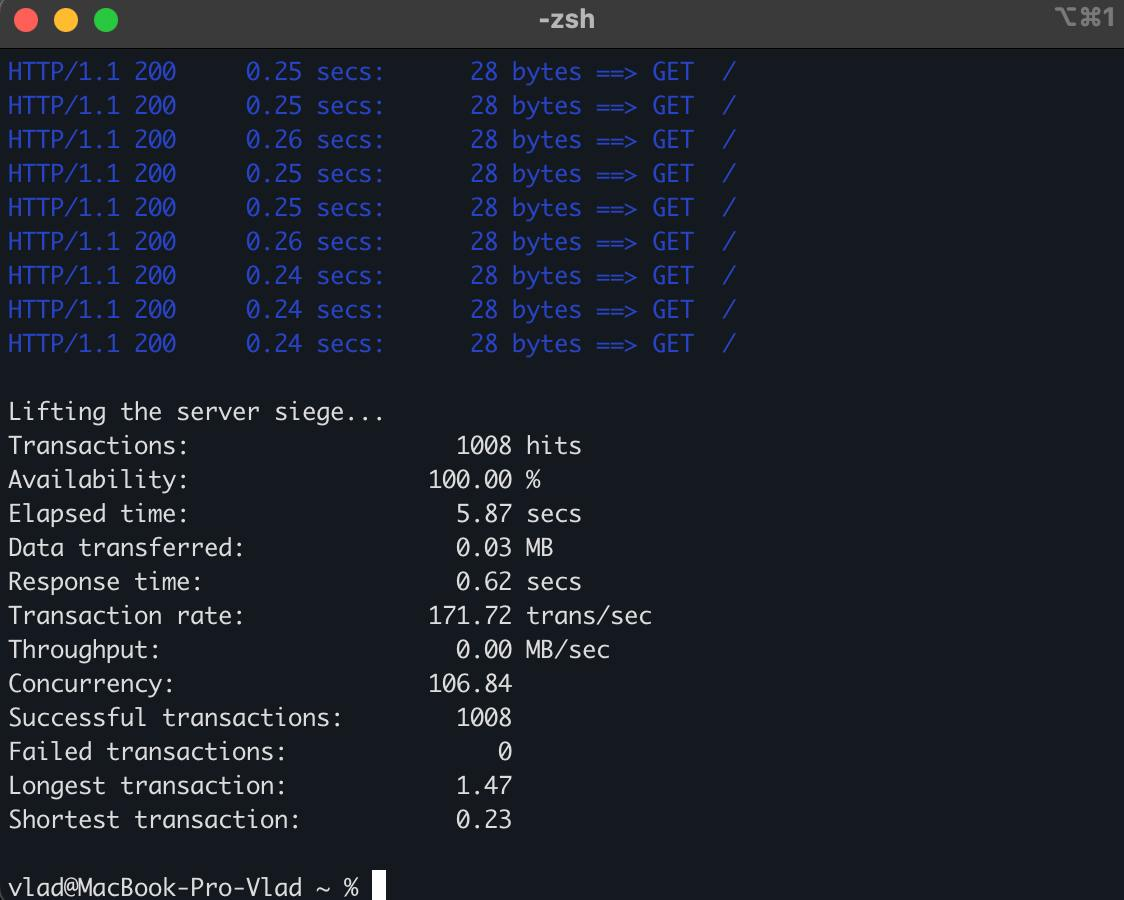 -zsh ⌥⌘1
HTTP/1.1 200     0.25 secs:      28 bytes ==> GET  /
HTTP/1.1 200     0.25 secs:      28 bytes ==> GET  /
HTTP/1.1 200     0.26 secs:      28 bytes ==> GET  /
HTTP/1.1 200     0.25 secs:      28 bytes ==> GET  /
HTTP/1.1 200     0.25 secs:      28 bytes ==> GET  /
HTTP/1.1 200     0.26 secs:      28 bytes ==> GET  /
HTTP/1.1 200     0.24 secs:      28 bytes ==> GET  /
HTTP/1.1 200     0.24 secs:      28 bytes ==> GET  /
HTTP/1.1 200     0.24 secs:      28 bytes ==> GET  /
Lifting the server siege...
Transactions:                   1008 hits
Availability:                 100.00 %
Elapsed time:                   5.87 secs
Data transferred:               0.03 MB
Response time:                  0.62 secs
Transaction rate:             171.72 trans/sec
Throughput:                     0.00 MB/sec
Concurrency:                  106.84
Successful transactions:        1008
Failed transactions:               0
Longest transaction:            1.47
Shortest transaction:           0.23
vlad@MacBook-Pro-Vlad ~ %